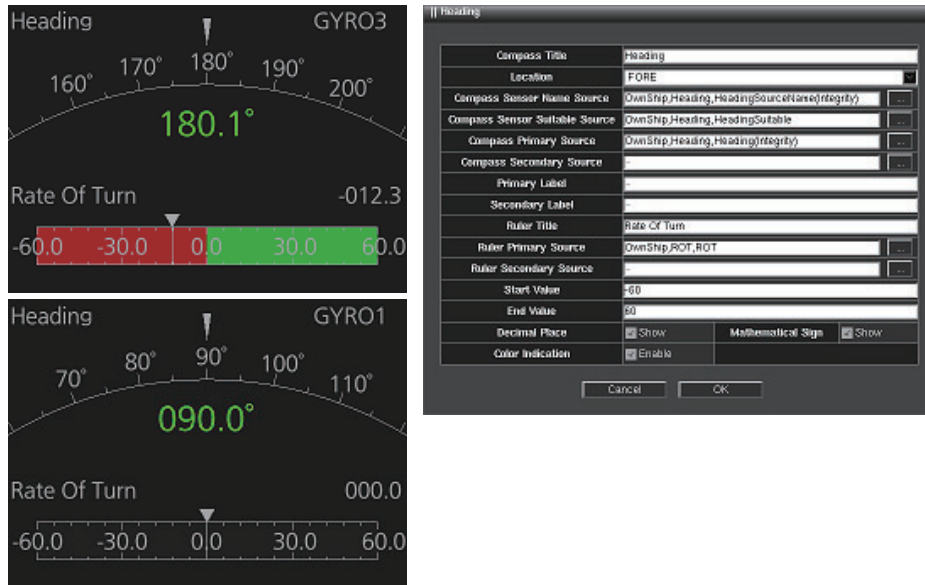 Heading GYRO3
160° 170° 180° 190° 200°
180.1°
Rate Of Turn -012.3
-60.0 -30.0 0.0 30.0 60.0
Heading GYRO1
70° 80° 90° 100° 110°
090.0°
Rate Of Turn 000.0
-60.0 -30.0 0.0 30.0 60.0
Heading
Compass Title Heading
Location FORE
Compass Sensor Name Source OwnShip,Heading,HeadingSourceName(Integrity) ...
Compass Sensor Suitable Source OwnShip,Heading,HeadingSuitable ...
Compass Primary Source OwnShip,Heading,Heading(Integrity) ...
Compass Secondary Source - ...
Primary Label -
Secondary Label -
Ruler Title Rate Of Turn
Ruler Primary Source OwnShip,ROT,ROT ...
Ruler Secondary Source - ...
Start Value -60
End Value 60
Decimal Place Show Mathematical Sign Show
Color Indication Enable
Cancel OK